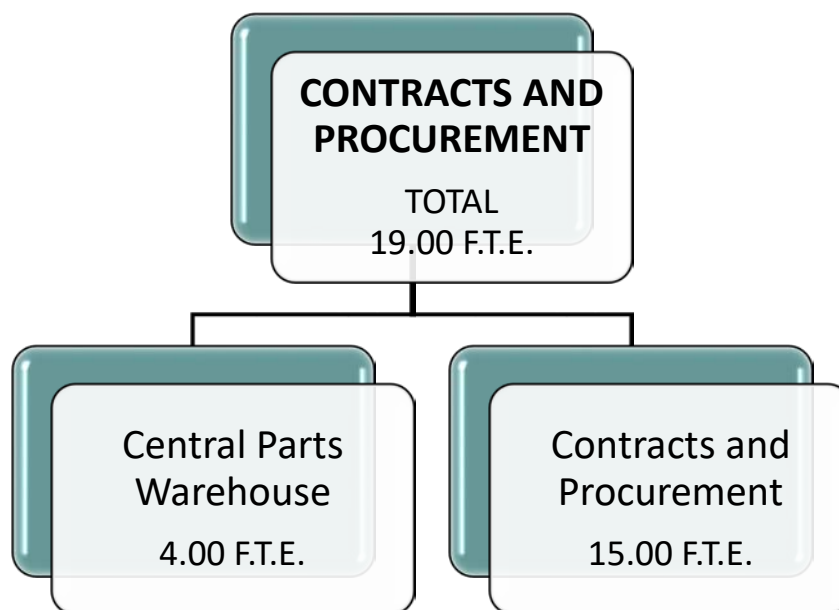 CONTRACTS AND
PROCUREMENT
TOTAL
19.00 F.T.E.
Central Parts
Warehouse
4.00 F.T.E.
Contracts and
Procurement
15.00 F.T.E.